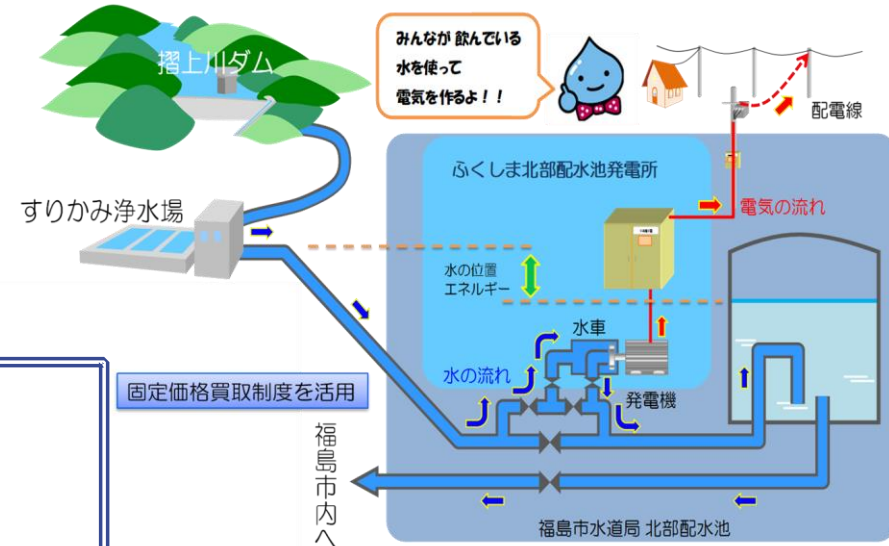 摺上川ダム
みんなが 飲んでいる
水を使って
電気を作るよ！！
配電線
ふくしま北部配水池発電所
すりかみ浄水場
電気の流れ
水の位置
エネルギー
水車
水の流れ
発電機
固定価格買取制度を活用
福島市内へ
福島市水道局 北部配水池